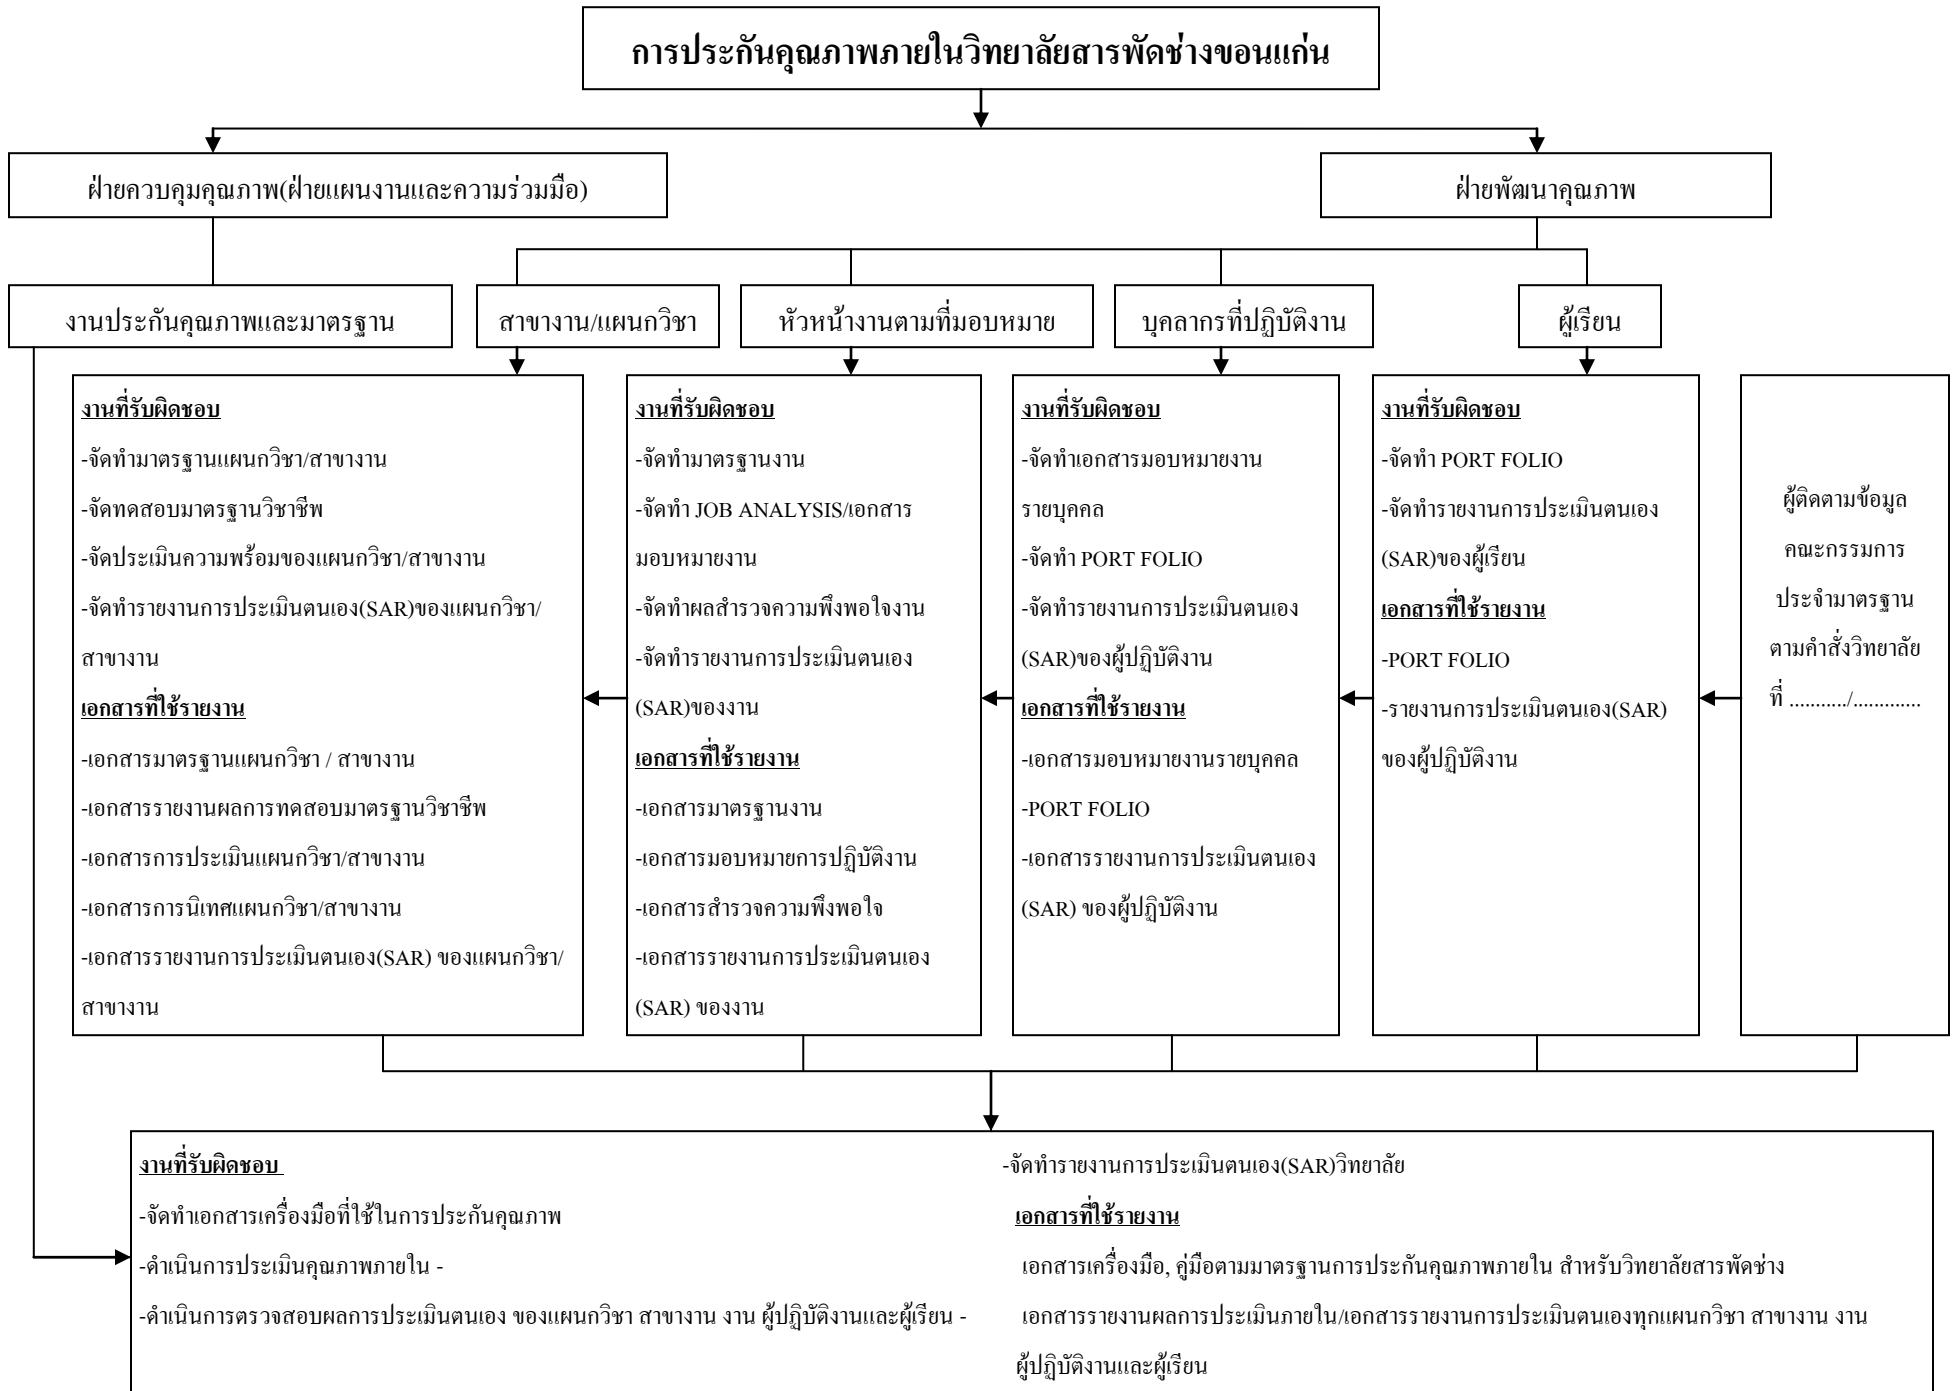 การประกันคุณภาพภายในวิทยาลัยสารพัดช่างขอนแก่น
ฝ่ายควบคุมคุณภาพ(ฝ่ายแผนงานและความร่วมมือ)
ฝ่ายพัฒนาคุณภาพ
งานประกันคุณภาพและมาตรฐาน
สาขางาน/แผนกวิชา
หัวหน้างานตามที่มอบหมาย
บุคลากรที่ปฏิบัติงาน
ผู้เรียน
งานที่รับผิดชอบ
-จัดทำมาตรฐานแผนกวิชา/สาขางาน
-จัดทดสอบมาตรฐานวิชาชีพ
-จัดประเมินความพร้อมของแผนกวิชา/สาขางาน
-จัดทำรายงานการประเมินตนเอง(SAR)ของแผนกวิชา/
สาขางาน
เอกสารที่ใช้รายงาน
-เอกสารมาตรฐานแผนกวิชา / สาขางาน
-เอกสารรายงานผลการทดสอบมาตรฐานวิชาชีพ
-เอกสารการประเมินแผนกวิชา/สาขางาน
-เอกสารการนิเทศแผนกวิชา/สาขางาน
-เอกสารรายงานการประเมินตนเอง(SAR) ของแผนกวิชา/
สาขางาน
งานที่รับผิดชอบ
-จัดทำมาตรฐานงาน
-จัดทำ JOB ANALYSIS/เอกสาร
มอบหมายงาน
-จัดทำผลสำรวจความพึงพอใจงาน
-จัดทำรายงานการประเมินตนเอง
(SAR)ของงาน
เอกสารที่ใช้รายงาน
-เอกสารมาตรฐานงาน
-เอกสารมอบหมายการปฏิบัติงาน
-เอกสารสำรวจความพึงพอใจ
-เอกสารรายงานการประเมินตนเอง
(SAR) ของงาน
งานที่รับผิดชอบ
-จัดทำเอกสารมอบหมายงาน
รายบุคคล
-จัดทำ PORT FOLIO
-จัดทำรายงานการประเมินตนเอง
(SAR)ของผู้ปฏิบัติงาน
เอกสารที่ใช้รายงาน
-เอกสารมอบหมายงานรายบุคคล
-PORT FOLIO
-เอกสารรายงานการประเมินตนเอง
(SAR) ของผู้ปฏิบัติงาน
งานที่รับผิดชอบ
-จัดทำ PORT FOLIO
-จัดทำรายงานการประเมินตนเอง
(SAR)ของผู้เรียน
เอกสารที่ใช้รายงาน
-PORT FOLIO
-รายงานการประเมินตนเอง(SAR)
ของผู้ปฏิบัติงาน
ผู้ติดตามข้อมูล
คณะกรรมการ
ประจำมาตรฐาน
ตามคำสั่งวิทยาลัย
ที่ .........../.............
งานที่รับผิดชอบ
-จัดทำเอกสารเครื่องมือที่ใช้ในการประกันคุณภาพ
-ดำเนินการประเมินคุณภาพภายใน -
-ดำเนินการตรวจสอบผลการประเมินตนเอง ของแผนกวิชา สาขางาน งาน ผู้ปฏิบัติงานและผู้เรียน -
-จัดทำรายงานการประเมินตนเอง(SAR)วิทยาลัย
เอกสารที่ใช้รายงาน
เอกสารเครื่องมือ, คู่มือตามมาตรฐานการประกันคุณภาพภายใน สำหรับวิทยาลัยสารพัดช่าง
เอกสารรายงานผลการประเมินภายใน/เอกสารรายงานการประเมินตนเองทุกแผนกวิชา สาขางาน งาน
ผู้ปฏิบัติงานและผู้เรียน